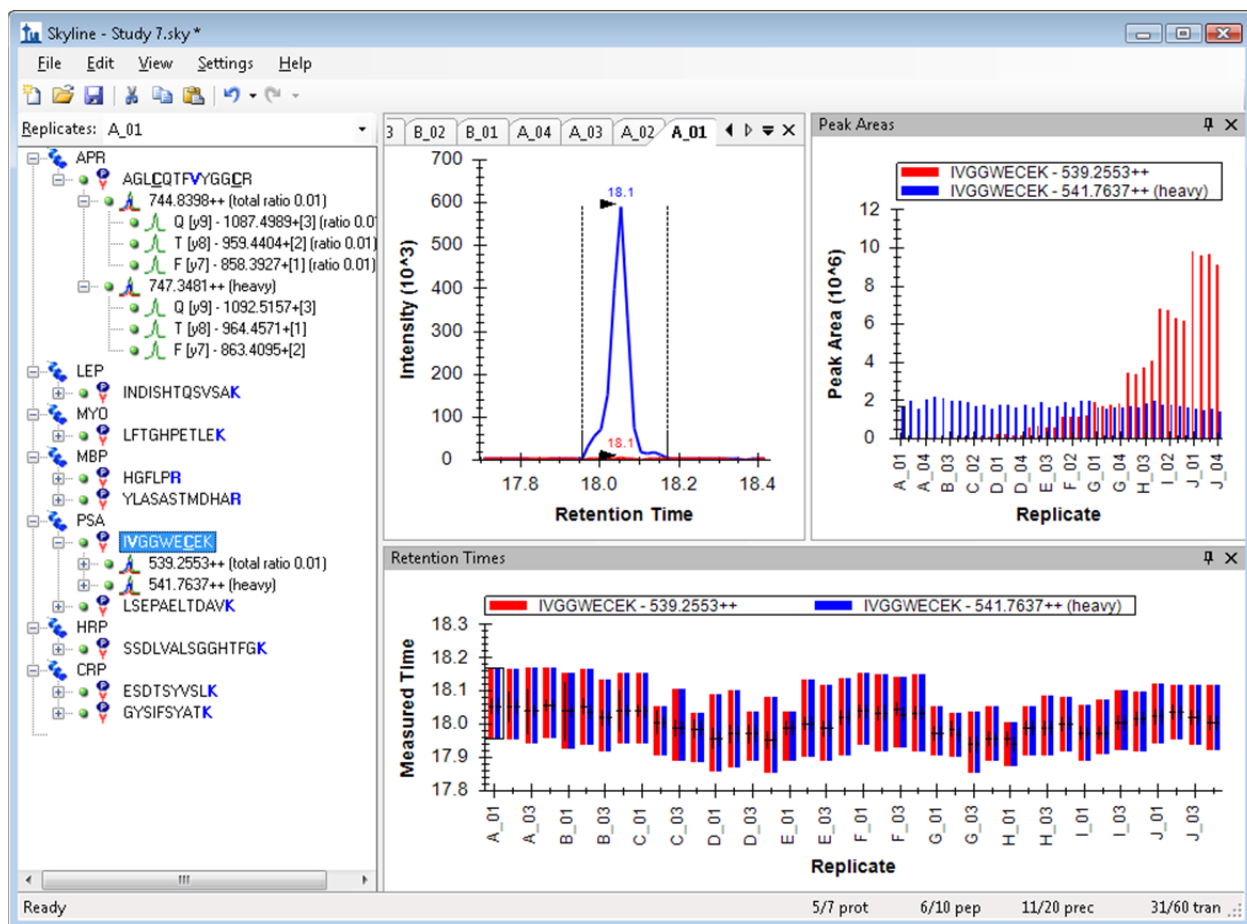 Skyline - Study 7.sky *
File Edit View Settings Help
Replicates: A_01
APR
AGLCQTFVYGGCR
744.8398++ (total ratio 0.01)
Q [y9] - 1087.4989+[3] (ratio 0.0
T [y8] - 959.4404+[2] (ratio 0.01)
F [y7] - 858.3927+[1] (ratio 0.01)
747.3481++ (heavy)
Q [y9] - 1092.5157+[3]
T [y8] - 964.4571+[1]
F [y7] - 863.4095+[2]
LEP
INDISHTQSVSAK
MYO
LFTGHPETLEK
MBP
HGFLPR
YLASASTMDHAR
PSA
IVGGWECEK
539.2553++ (total ratio 0.01)
541.7637++ (heavy)
LSEPAELTDAVK
HRP
SSDLVALSGGHTFGK
CRP
ESDTSYVSLK
GYSIFSYATK
3 B_02 B_01 A_04 A_03 A_02 A_01
700
600
500
400
300
200
100
0
Intensity (10^3)
18.1
18.1
17.8 18.0 18.2 18.4
Retention Time
Peak Areas
IVGGWECEK - 539.2553++
IVGGWECEK - 541.7637++ (heavy)
12
10
8
6
4
2
0
Peak Area (10^6)
A_01 A_04 B_03 C_02 D_01 D_04 E_03 F_02 G_01 G_04 H_03 I_02 J_01 J_04
Replicate
Retention Times
IVGGWECEK - 539.2553++ IVGGWECEK - 541.7637++ (heavy)
18.3
18.2
18.1
18.0
17.9
17.8
Measured Time
A_01 A_03 B_01 B_03 C_01 C_03 D_01 D_03 E_01 E_03 F_01 F_03 G_01 G_03 H_01 H_03 I_01 I_03 J_01 J_03
Replicate
Ready 5/7 prot 6/10 pep 11/20 prec 31/60 tran